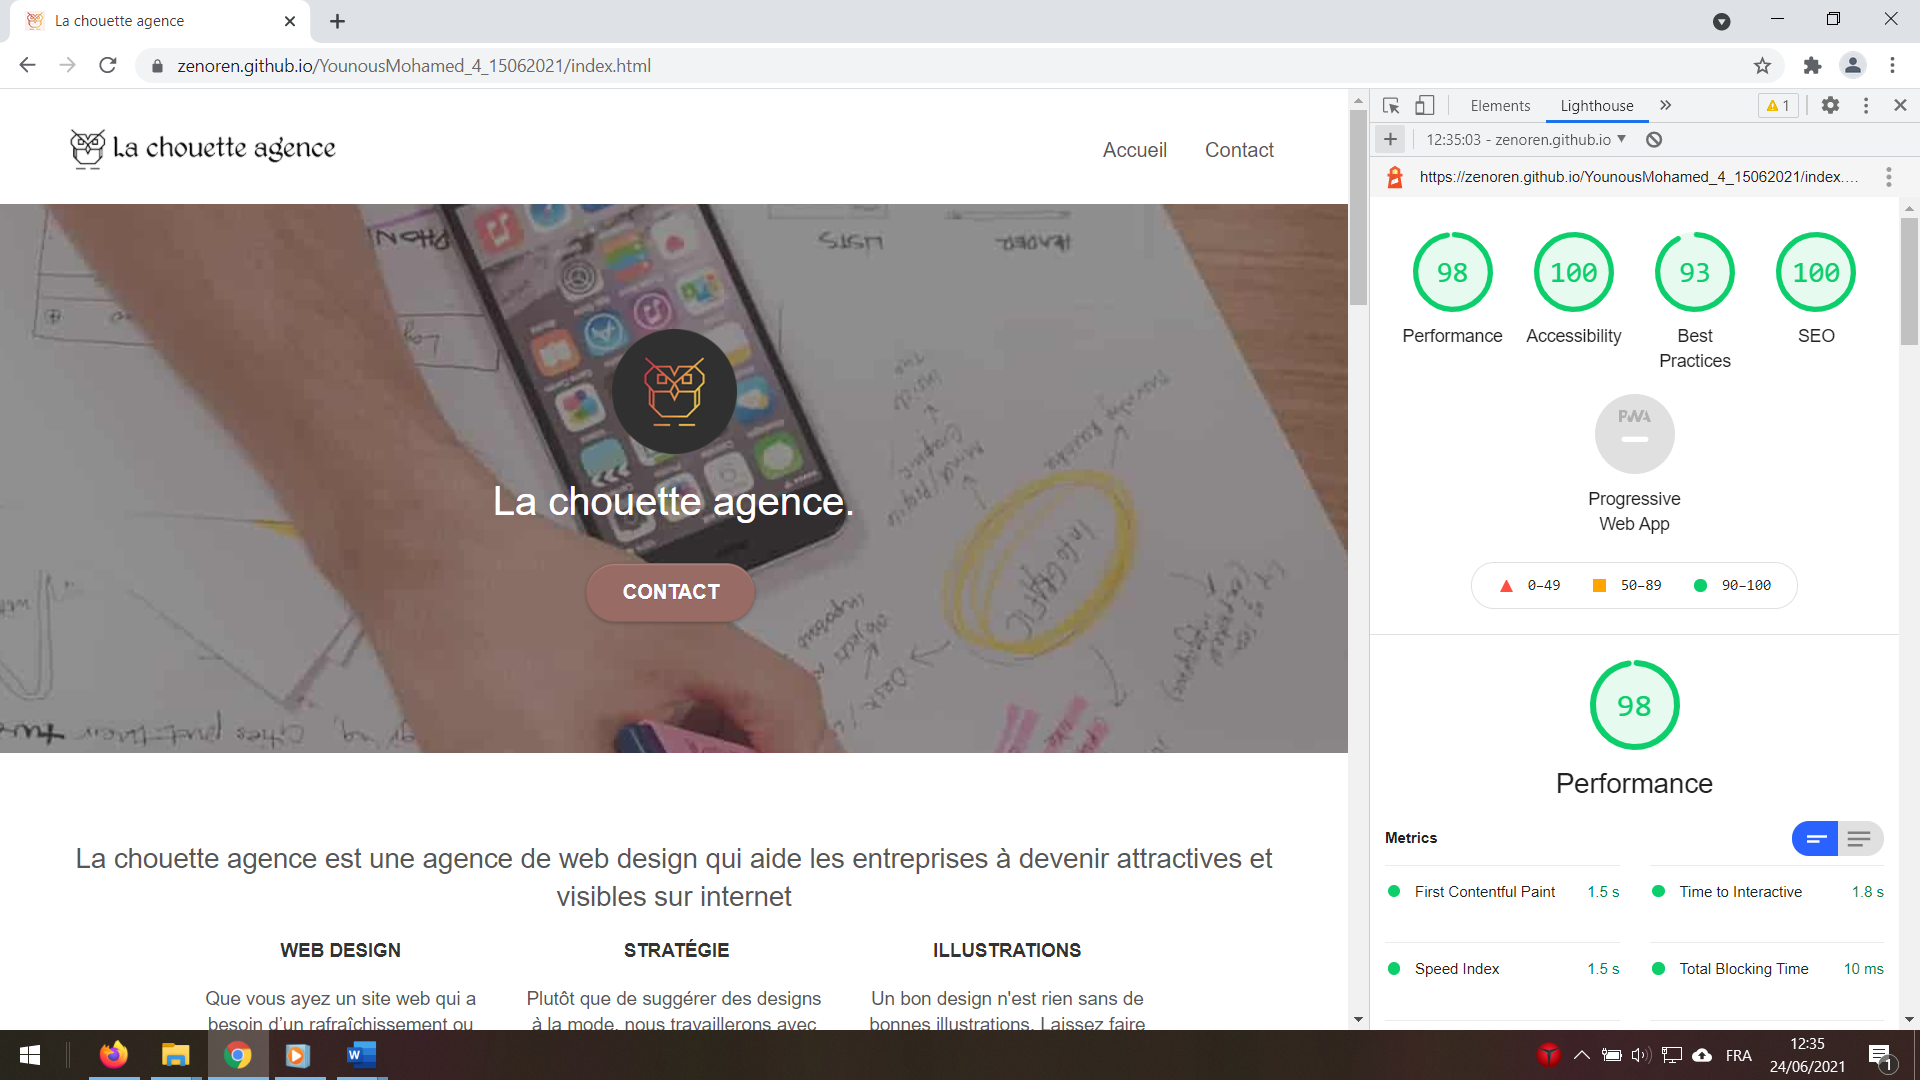 La chouette agence
zenoren.github.io/YounousMohamed_4_15062021/index.html
La chouette agence
Accueil
Contact
PHONE
LISTS
HEADER
La chouette agence.
CONTACT
La chouette agence est une agence de web design qui aide les entreprises à devenir attractives et
visibles sur internet
WEB DESIGN
STRATÉGIE
ILLUSTRATIONS
Que vous ayez un site web qui a
besoin d’un rafraîchissement ou
Plutôt que de suggérer des designs
à la mode, nous travaillerons avec
Un bon design n'est rien sans de
bonnes illustrations. Laissez faire
Elements
Lighthouse
1
12:35:03 - zenoren.github.io
https://zenoren.github.io/YounousMohamed_4_15062021/index....
98
100
93
100
Performance
Accessibility
Best
Practices
SEO
PWA
Progressive
Web App
0–49
50–89
90–100
98
Performance
Metrics
First Contentful Paint
1.5 s
Time to Interactive
1.8 s
Speed Index
1.5 s
Total Blocking Time
10 ms
W
FRA
12:35
24/06/2021
1